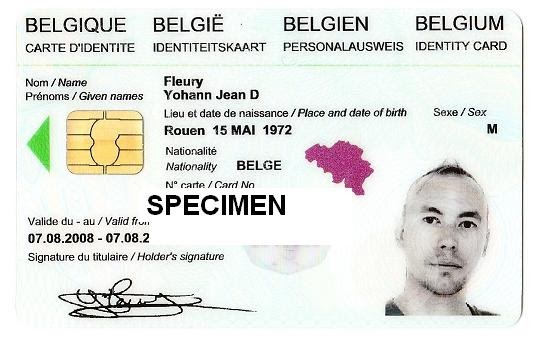 BELGIQUE BELGIË BELGIEN BELGIUM
CARTE D'IDENTITE IDENTITEITSKAART PERSONALAUSWEIS IDENTITY CARD
Nom / Name Fleury
Prénoms / Given names Yohann Jean D
Lieu et date de naissance / Place and date of birth Sexe / Sex
Rouen 15 MAI 1972 M
Nationalité
Nationality BELGE
N° carte / Card No
SPECIMEN
Valide du - au / Valid
07.08.2008 - 07.08.2
Signature du titulaire / Holder's signature